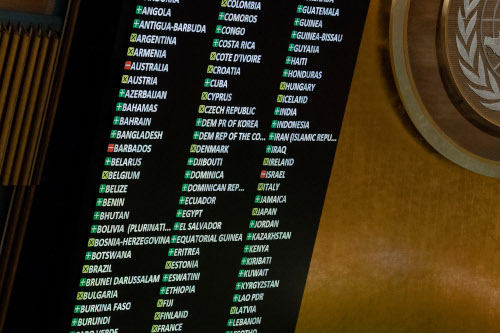 ANGOLA
ANTIGUA-BARBUDA
ARGENTINA
ARMENIA
AUSTRALIA
AUSTRIA
AZERBAIJAN
BAHAMAS
BAHRAIN
BANGLADESH
BARBADOS
BELARUS
BELGIUM
BELIZE
BENIN
BHUTAN
BOLIVIA (PLURINATI...
BOSNIA-HERZEGOVINA
BOTSWANA
BRAZIL
BRUNEI DARUSSALAM
BULGARIA
BURKINA FASO
BURUNDI
COLOMBIA
COMOROS
CONGO
COSTA RICA
COTE D'IVOIRE
CROATIA
CUBA
CYPRUS
CZECH REPUBLIC
DEM PR OF KOREA
DEM REP OF THE CO...
DENMARK
DJIBOUTI
DOMINICA
DOMINICAN REP...
ECUADOR
EGYPT
EL SALVADOR
EQUATORIAL GUINEA
ERITREA
ESTONIA
ESWATINI
ETHIOPIA
FIJI
FINLAND
FRANCE
GUATEMALA
GUINEA
GUINEA-BISSAU
GUYANA
HAITI
HONDURAS
HUNGARY
ICELAND
INDIA
INDONESIA
IRAN (ISLAMIC REPU...
IRAQ
IRELAND
ISRAEL
ITALY
JAMAICA
JAPAN
JORDAN
KAZAKHSTAN
KENYA
KIRIBATI
KUWAIT
KYRGYZSTAN
LAO PDR
LATVIA
LEBANON